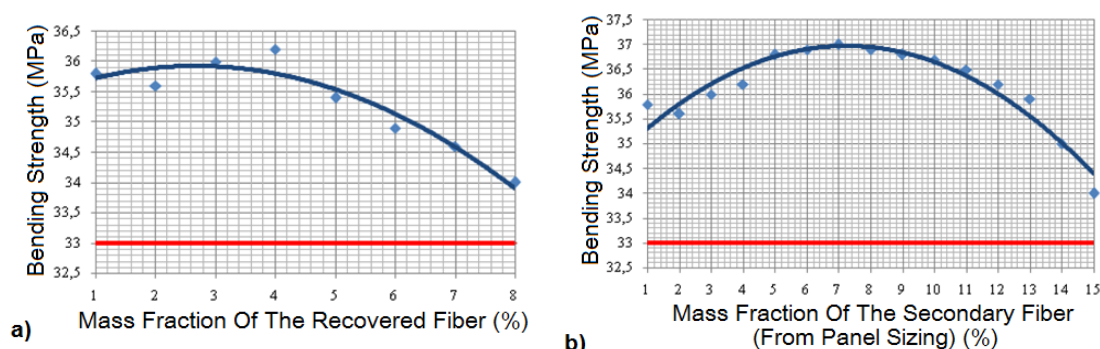 Bending Strength (MPa)
36,5
36
35,5
35
34,5
34
33,5
33
32,5
1 2 3 4 5 6 7 8
Mass Fraction Of The Recovered Fiber (%)
a)
Bending Strength (MPa)
37,5
37
36,5
36
35,5
35
34,5
34
33,5
33
32,5
1 2 3 4 5 6 7 8 9 10 11 12 13 14 15
Mass Fraction Of The Secondary Fiber
(From Panel Sizing) (%)
b)